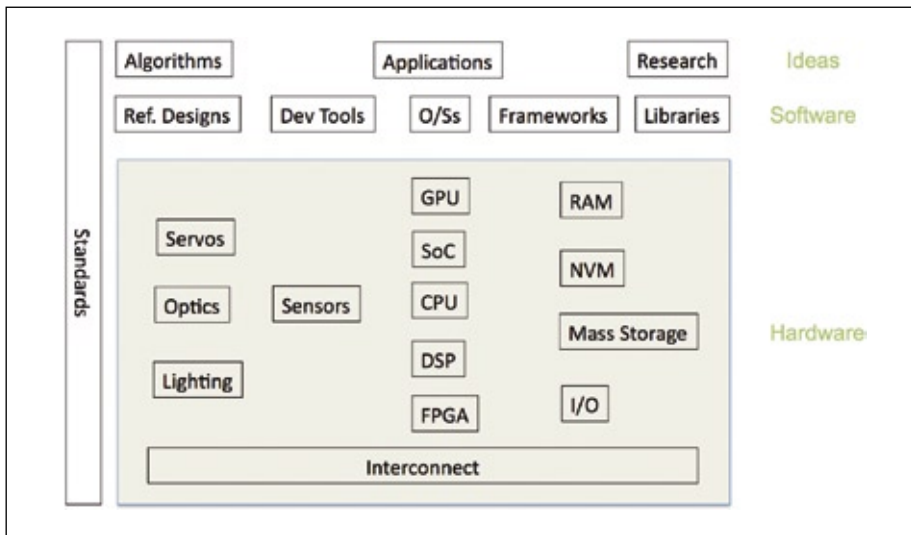 Algorithms
Applications
Research
Ideas
Ref. Designs
Dev Tools
O/Ss
Frameworks
Libraries
Software
Standards
Servos
Optics
Lighting
Sensors
GPU
SoC
CPU
DSP
FPGA
RAM
NVM
Mass Storage
I/O
Hardware
Interconnect